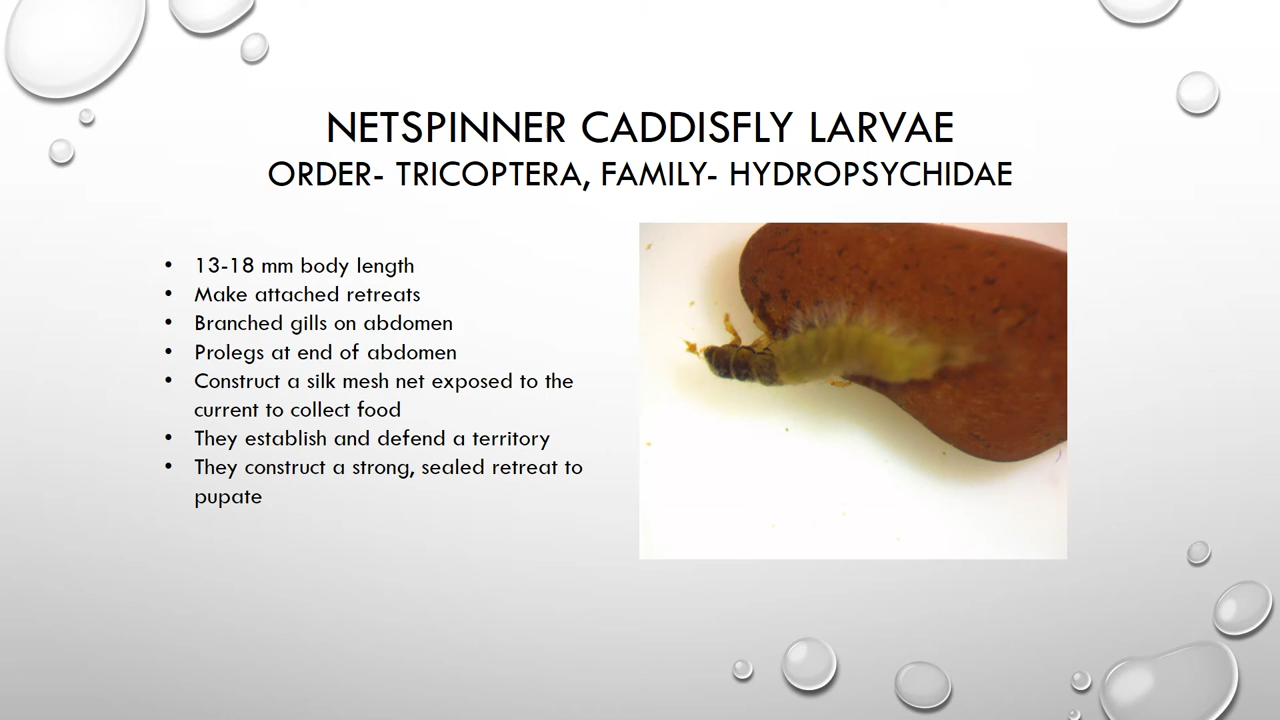 NETSPINNER CADDISFLY LARVAE
ORDER- TRICOPTERA, FAMILY- HYDROPSYCHIDAE
• 13-18 mm body length
• Make attached retreats
• Branched gills on abdomen
• Prolegs at end of abdomen
• Construct a silk mesh net exposed to the
current to collect food
• They establish and defend a territory
• They construct a strong, sealed retreat to
pupate